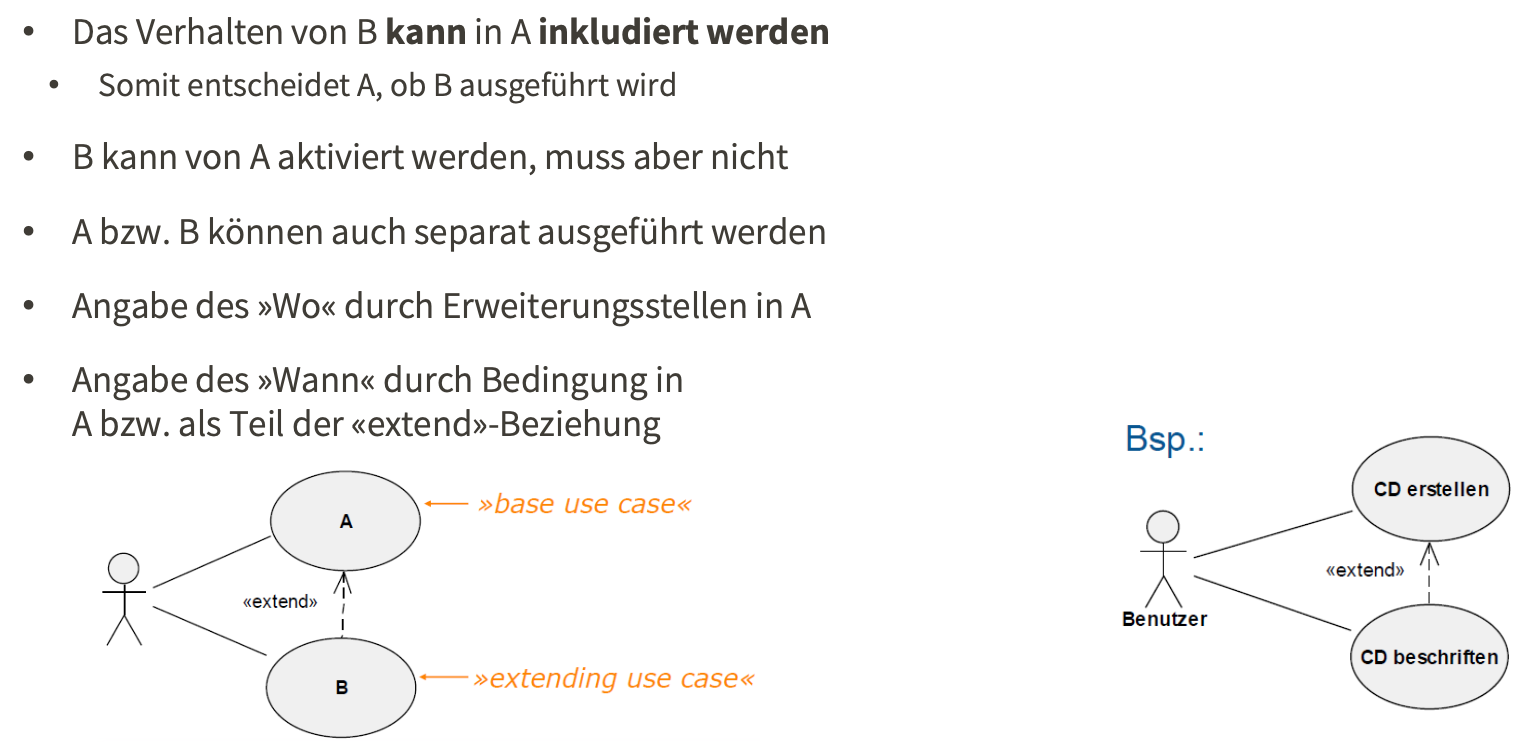 • Das Verhalten von B kann in A inkludiert werden
• Somit entscheidet A, ob B ausgeführt wird
• B kann von A aktiviert werden, muss aber nicht
• A bzw. B können auch separat ausgeführt werden
• Angabe des »Wo« durch Erweiterungsstellen in A
• Angabe des »Wann« durch Bedingung in
A bzw. als Teil der «extend»-Beziehung
A
»base use case«
«extend»
B
»extending use case«
Bsp.:
CD erstellen
«extend»
Benutzer
CD beschriften